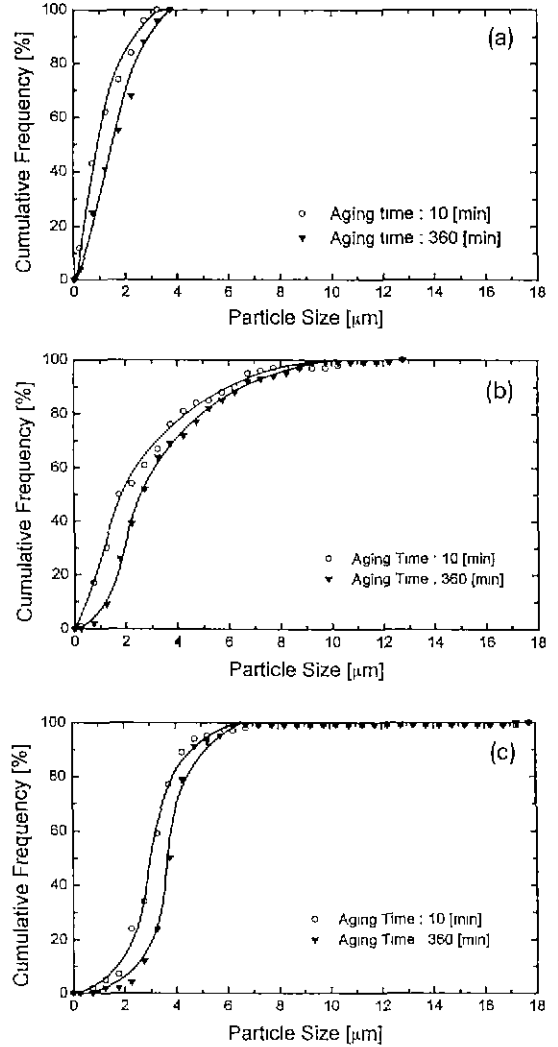 100
(a)
80
60
40
20
0
Cumulative Frequency [%]
Aging time : 10 [min]
Aging time : 360 [min]
0 2 4 6 8 10 12 14 16 18
Particle Size [μm]
100
(b)
80
60
40
20
0
Cumulative Frequency [%]
Aging Time : 10 [min]
Aging Time . 360 [min]
0 2 4 6 8 10 12 14 16 18
Particle Size [μm]
100
(c)
80
60
40
20
0
Cumulative Frequency [%]
Aging Time : 10 [min]
Aging Time 360 [min]
0 2 4 6 8 10 12 14 16 18
Particle Size [μm]